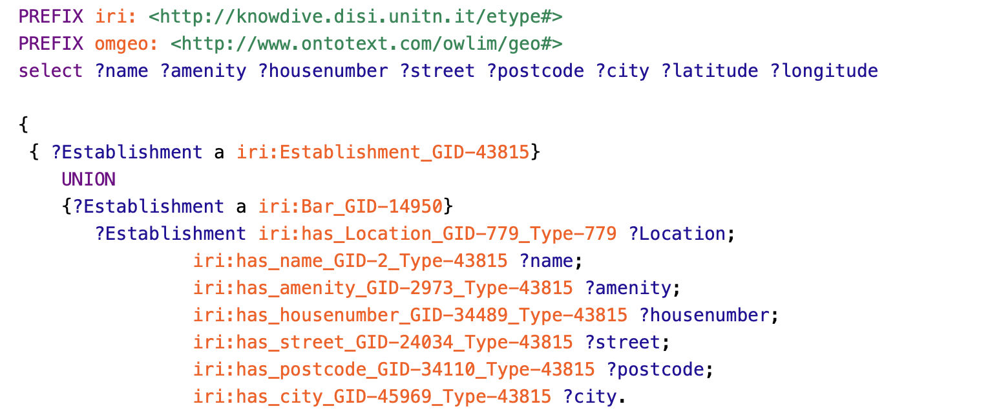 PREFIX iri: <http://knowdive.disi.unitn.it/etype#>
PREFIX omgeo: <http://www.ontotext.com/owlim/geo#>
select ?name ?amenity ?housenumber ?street ?postcode ?city ?latitude ?longitude
{
{ ?Establishment a iri:Establishment_GID-43815}
UNION
{?Establishment a iri:Bar_GID-14950}
?Establishment iri:has_Location_GID-779_Type-779 ?Location;
iri:has_name_GID-2_Type-43815 ?name;
iri:has_amenity_GID-2973_Type-43815 ?amenity;
iri:has_housenumber_GID-34489_Type-43815 ?housenumber;
iri:has_street_GID-24034_Type-43815 ?street;
iri:has_postcode_GID-34110_Type-43815 ?postcode;
iri:has_city_GID-45969_Type-43815 ?city.